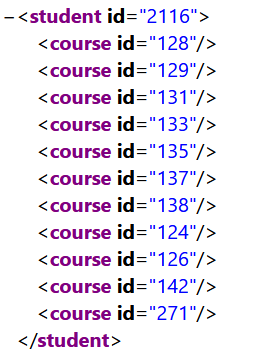 −<student id="2116">
<course id="128"/>
<course id="129"/>
<course id="131"/>
<course id="133"/>
<course id="135"/>
<course id="137"/>
<course id="138"/>
<course id="124"/>
<course id="126"/>
<course id="142"/>
<course id="271"/>
</student>